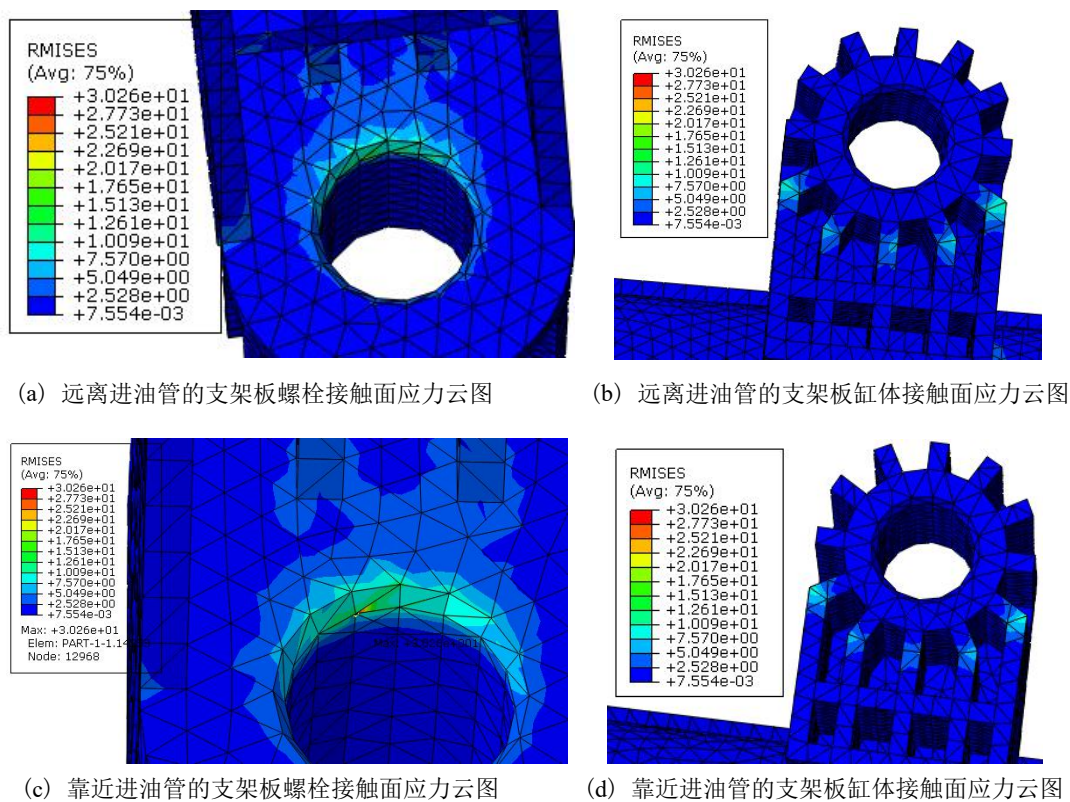 RMISES
(Avg: 75%)
+3.026e+01
+2.773e+01
+2.521e+01
+2.269e+01
+2.017e+01
+1.765e+01
+1.513e+01
+1.261e+01
+1.009e+01
+7.570e+00
+5.049e+00
+2.528e+00
+7.554e-03
RMISES
(Avg: 75%)
+3.026e+01
+2.773e+01
+2.521e+01
+2.269e+01
+2.017e+01
+1.765e+01
+1.513e+01
+1.261e+01
+1.009e+01
+7.570e+00
+5.049e+00
+2.528e+00
+7.554e-03
(a) 远离进油管的支架板螺栓接触面应力云图
(b) 远离进油管的支架板缸体接触面应力云图
RMISES
(Avg: 75%)
+3.026e+01
+2.773e+01
+2.521e+01
+2.269e+01
+2.017e+01
+1.765e+01
+1.513e+01
+1.261e+01
+1.009e+01
+7.570e+00
+5.049e+00
+2.528e+00
+7.554e-03
Max: +3.026e+01
Elem: PART-1-1.14
Node: 12968
RMISES
(Avg: 75%)
+3.026e+01
+2.773e+01
+2.521e+01
+2.269e+01
+2.017e+01
+1.765e+01
+1.513e+01
+1.261e+01
+1.009e+01
+7.570e+00
+5.049e+00
+2.528e+00
+7.554e-03
(c) 靠近进油管的支架板螺栓接触面应力云图
(d) 靠近进油管的支架板缸体接触面应力云图